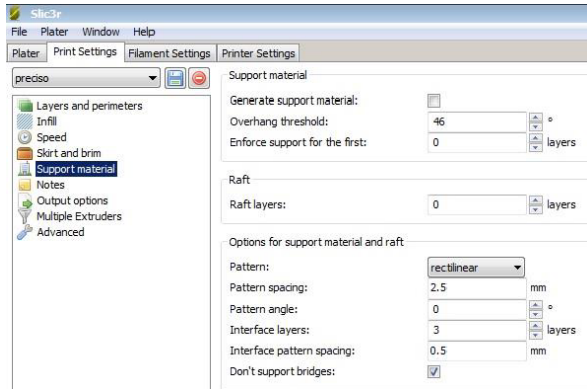 Slic3r
File Plater Window Help
Plater Print Settings Filament Settings Printer Settings
preciso
Layers and perimeters
Infill
Speed
Skirt and brim
Support material
Notes
Output options
Multiple Extruders
Advanced
Support material
Generate support material:
Overhang threshold: 46 °
Enforce support for the first: 0 layers
Raft
Raft layers: 0 layers
Options for support material and raft
Pattern: rectilinear
Pattern spacing: 2.5 mm
Pattern angle: 0 °
Interface layers: 3 layers
Interface pattern spacing: 0.5 mm
Don't support bridges: